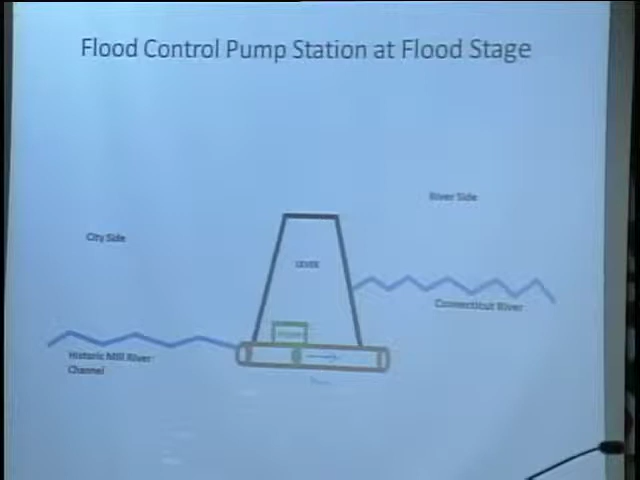 Flood Control Pump Station at Flood Stage
River Side
City Side
LEVEE
Connecticut River
Historic Mill River
Channel